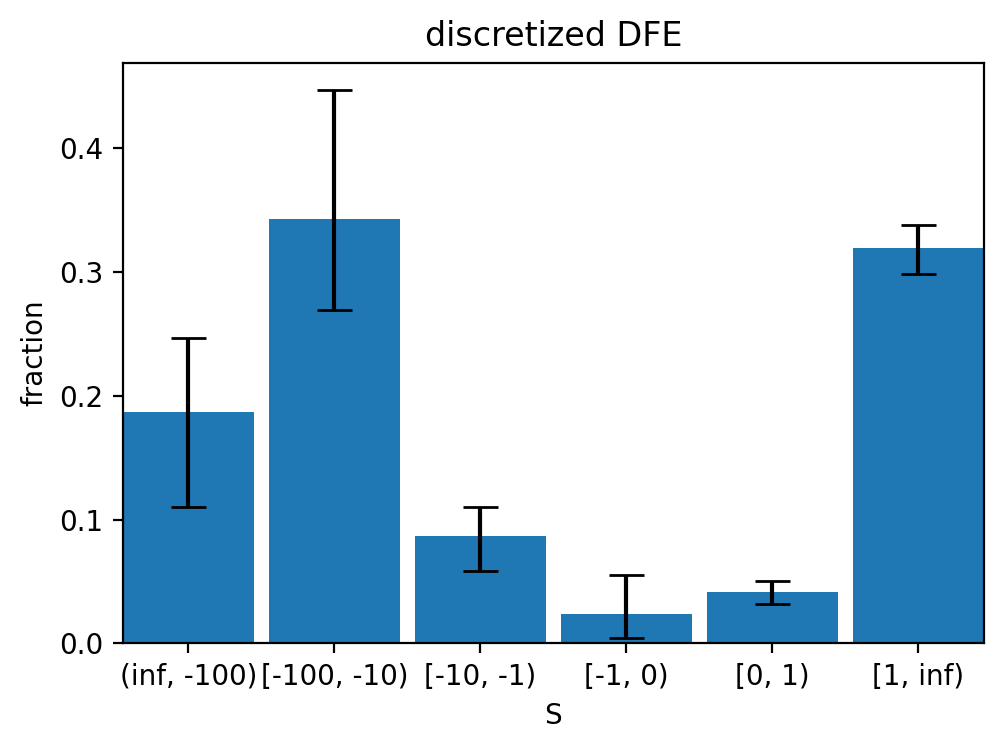 discretized DFE
fraction
0.4
0.3
0.2
0.1
0.0
(inf, -100) [-100, -10) [-10, -1) [-1, 0) [0, 1) [1, inf)
S